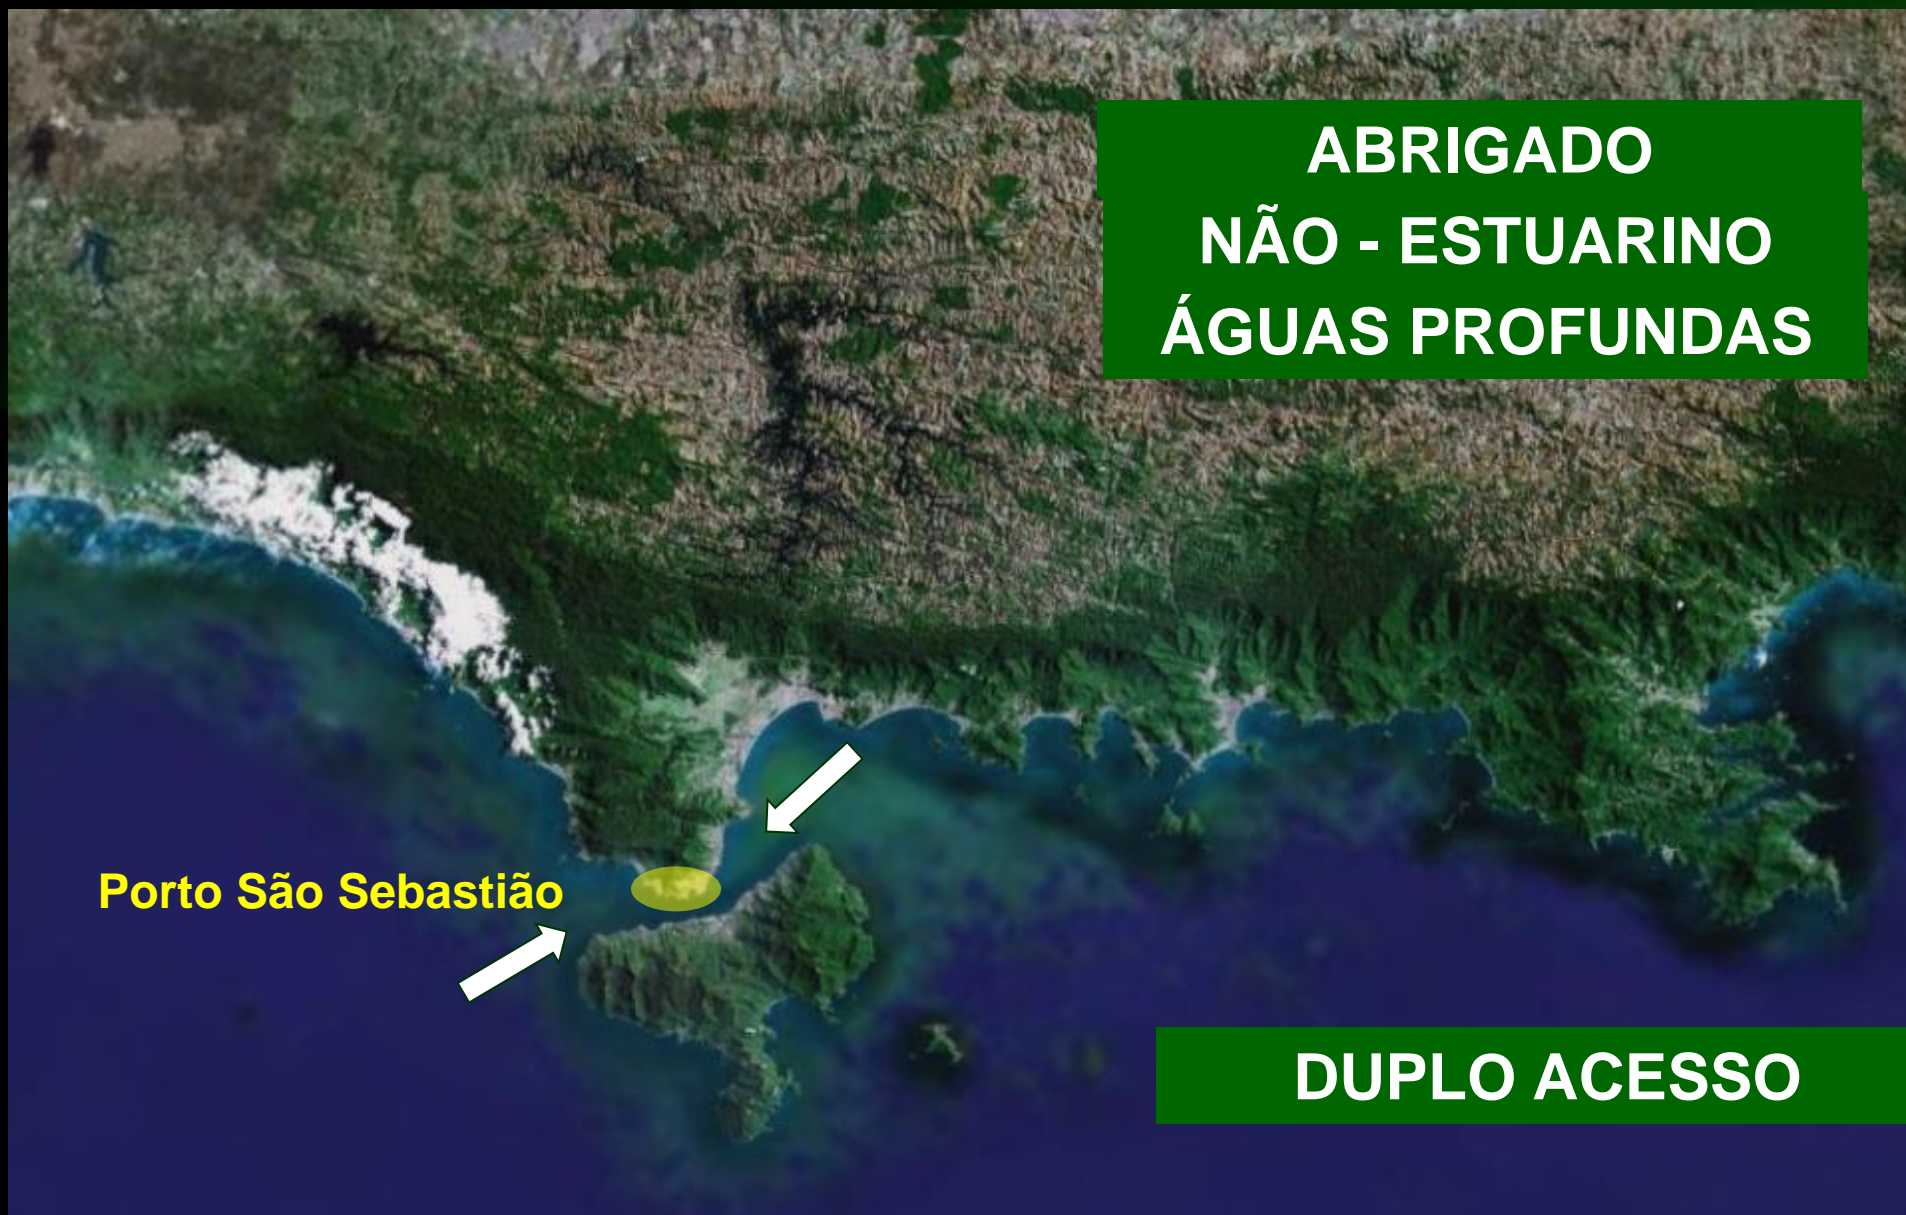 ABRIGADO
NÃO - ESTUARINO
ÁGUAS PROFUNDAS
Porto São Sebastião
DUPLO ACESSO